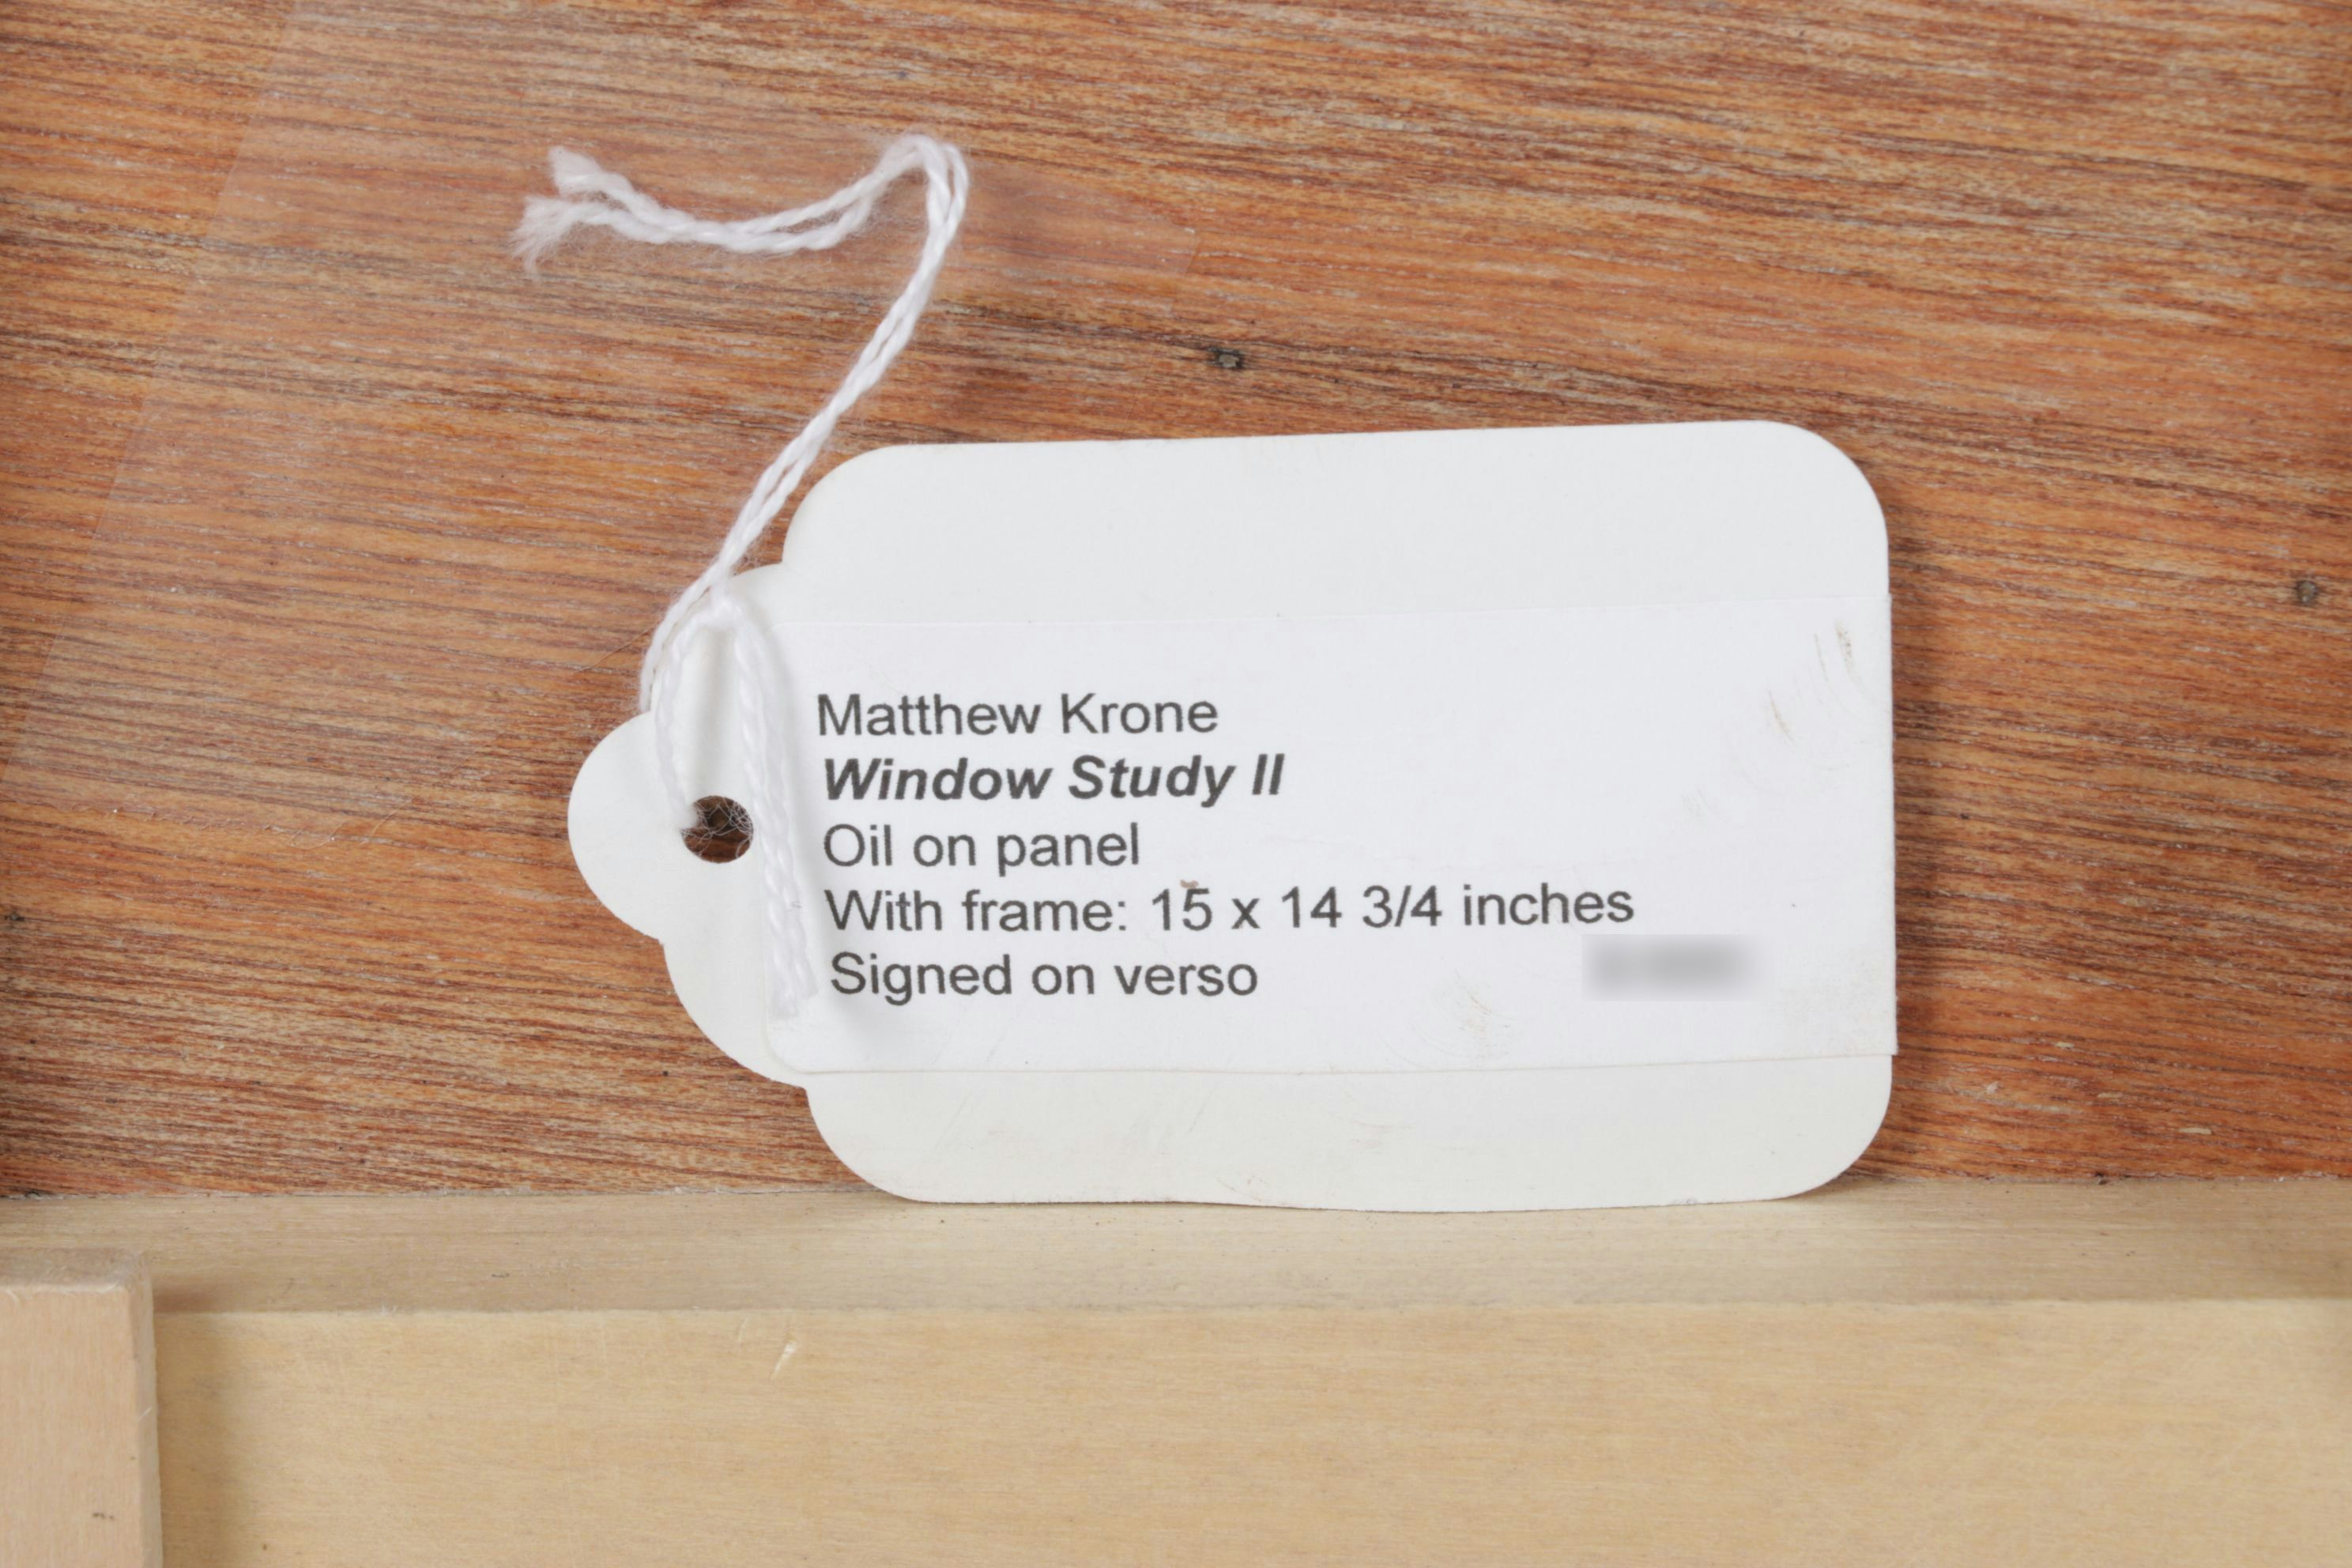 Matthew Krone
Window Study II
Oil on panel
With frame: 15 x 14 3/4 inches
Signed on verso